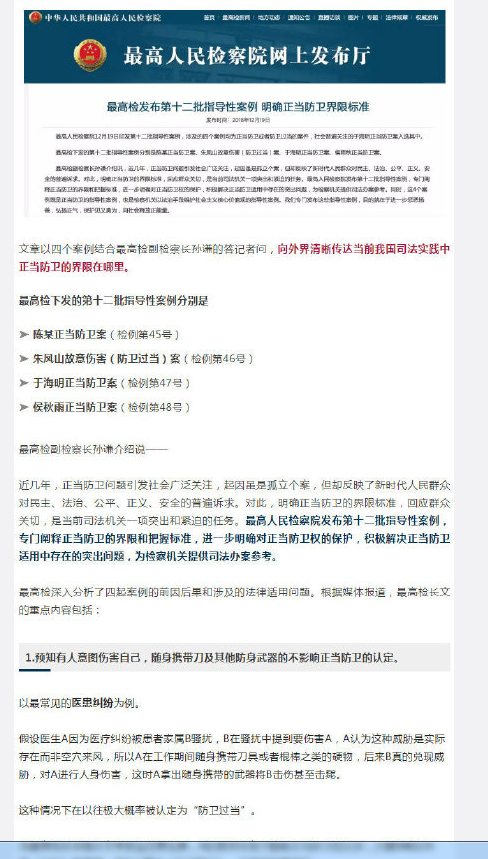 中华人民共和国最高人民检察院
首页 | 最高检新闻 | 地方动态 | 通知公告 | 直播访谈 | 图片 | 专题 | 法律规章 | 权威发布
最高人民检察院网上发布厅
最高检发布第十二批指导性案例 明确正当防卫界限标准
发布时间：2018年12月19日
文章以四个案例结合最高检副检察长孙谦的答记者问，向外界清晰传达当前我国司法实践中
正当防卫的界限在哪里。
最高检下发的第十二批指导性案例分别是
➤ 陈某正当防卫案（检例第45号）
➤ 朱凤山故意伤害（防卫过当）案（检例第46号）
➤ 于海明正当防卫案（检例第47号）
➤ 侯秋雨正当防卫案（检例第48号）
最高检副检察长孙谦介绍说——
近几年，正当防卫问题引发社会广泛关注，起因虽是孤立个案，但却反映了新时代人民群众
对民主、法治、公平、正义、安全的普遍诉求。对此，明确正当防卫的界限标准，回应群众
关切，是当前司法机关一项突出和紧迫的任务。最高人民检察院发布第十二批指导性案例，
专门阐释正当防卫的界限和把握标准，进一步明确对正当防卫权的保护，积极解决正当防卫
适用中存在的突出问题，为检察机关提供司法办案参考。
最高检深入分析了四起案例的前因后果和涉及的法律适用问题。根据媒体报道，最高检长文
的重点内容包括：
1.预知有人意图伤害自己，随身携带刀及其他防身武器的不影响正当防卫的认定。
以最常见的医患纠纷为例。
假设医生A因为医疗纠纷被患者家属B骚扰，B在骚扰中提到要伤害A，A认为这种威胁是实际
存在而非空穴来风，所以A在工作期间随身携带刀具或者棍棒之类的硬物，后来B真的兑现威
胁，对A进行人身伤害，这时A拿出随身携带的武器将B击伤甚至击毙。
这种情况在以往极大概率被认定为“防卫过当”。